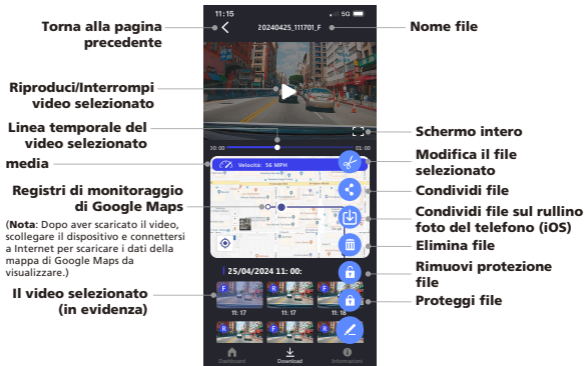 Torna alla pagina
precedente
Riproduci/Interrompi
video selezionato
Linea temporale del
video selezionato
media
Registri di monitoraggio
di Google Maps
(Nota: Dopo aver scaricato il video,
scollegare il dispositivo e connettersi
a Internet per scaricare i dati della
mappa di Google Maps da
visualizzare.)
Il video selezionato
(in evidenza)
11:15
5G
20240425_111701_F
00:00
01:00
Velocità: 56 MPH
25/04/2024 11: 00:
F
R
F
11: 17
11: 17
11: 18
R
F
R
Dashboard
Download
Informazioni
Nome file
Schermo intero
Modifica il file
selezionato
Condividi file
Condividi file sul rullino
foto del telefono (iOS)
Elimina file
Rimuovi protezione
file
Proteggi file